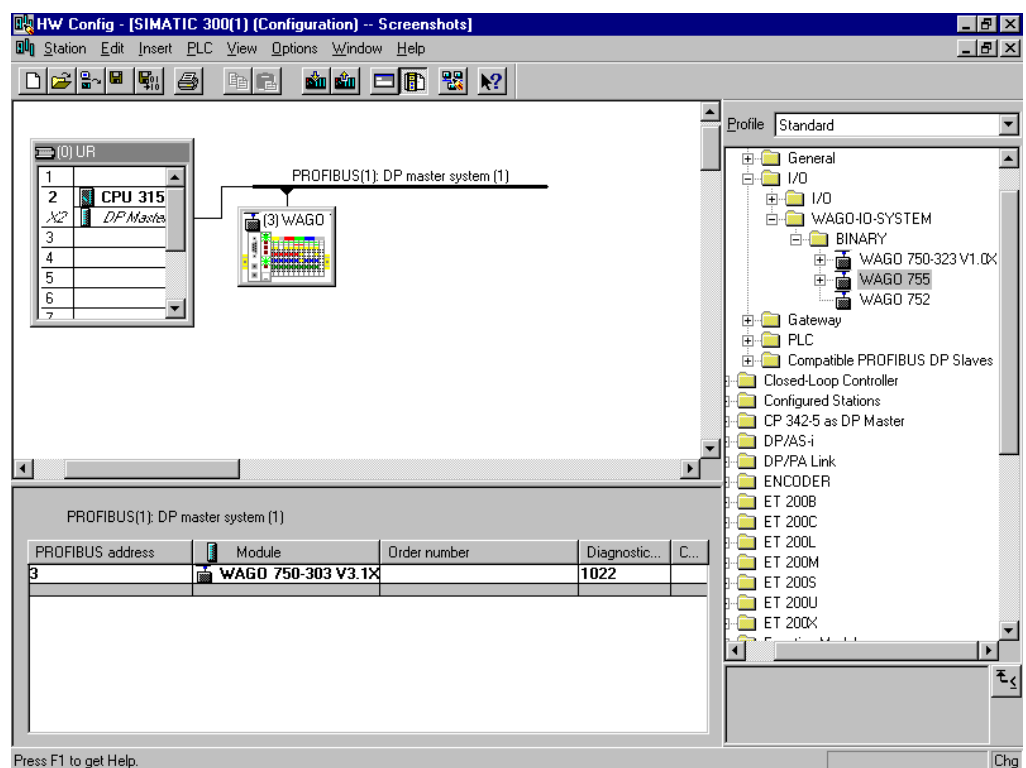 HW Config - [SIMATIC 300(1) (Configuration) -- Screenshots]
Station Edit Insert PLC View Options Window Help
(0) UR
1
2 CPU 315
X2 DP Maste
3
4
5
6
7
PROFIBUS(1): DP master system (1)
(3) WAGO
Profile Standard
General
I/O
I/O
WAGO-IO-SYSTEM
BINARY
WAGO 750-323 V1.0X
WAGO 755
WAGO 752
Gateway
PLC
Compatible PROFIBUS DP Slaves
Closed-Loop Controller
Configured Stations
CP 342-5 as DP Master
DP/AS-i
DP/PA Link
ENCODER
ET 200B
ET 200C
ET 200L
ET 200M
ET 200S
ET 200U
ET 200X
PROFIBUS(1): DP master system (1)
PROFIBUS address Module Order number Diagnostic... C...
3 WAGO 750-303 V3.1X 1022
Press F1 to get Help. Chg